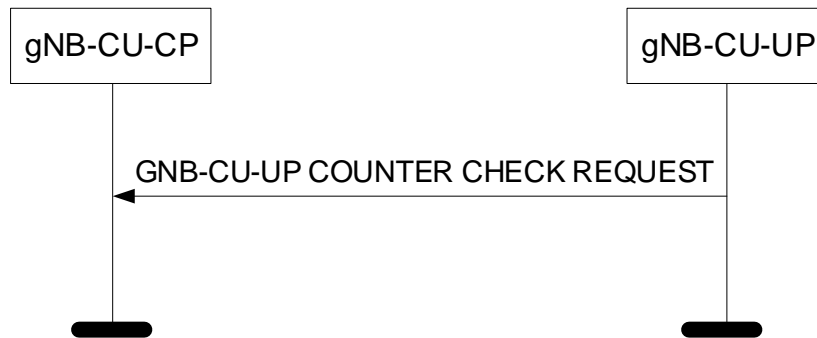 gNB-CU-CP
gNB-CU-UP
GNB-CU-UP COUNTER CHECK REQUEST